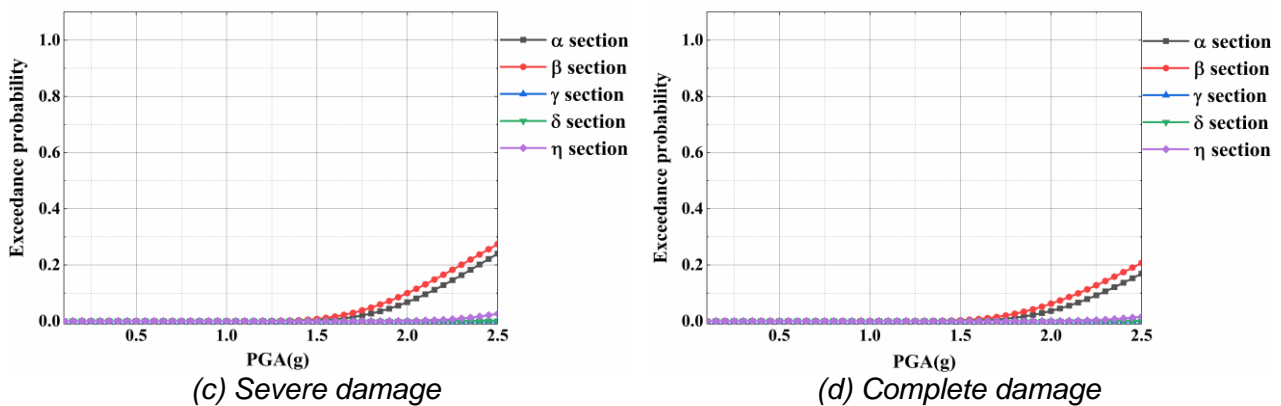 Exceedance probability
1.0
0.8
0.6
0.4
0.2
0.0
0.5 1.0 1.5 2.0 2.5
PGA(g)
α section
β section
γ section
δ section
η section
(c) Severe damage
Exceedance probability
1.0
0.8
0.6
0.4
0.2
0.0
0.5 1.0 1.5 2.0 2.5
PGA(g)
α section
β section
γ section
δ section
η section
(d) Complete damage